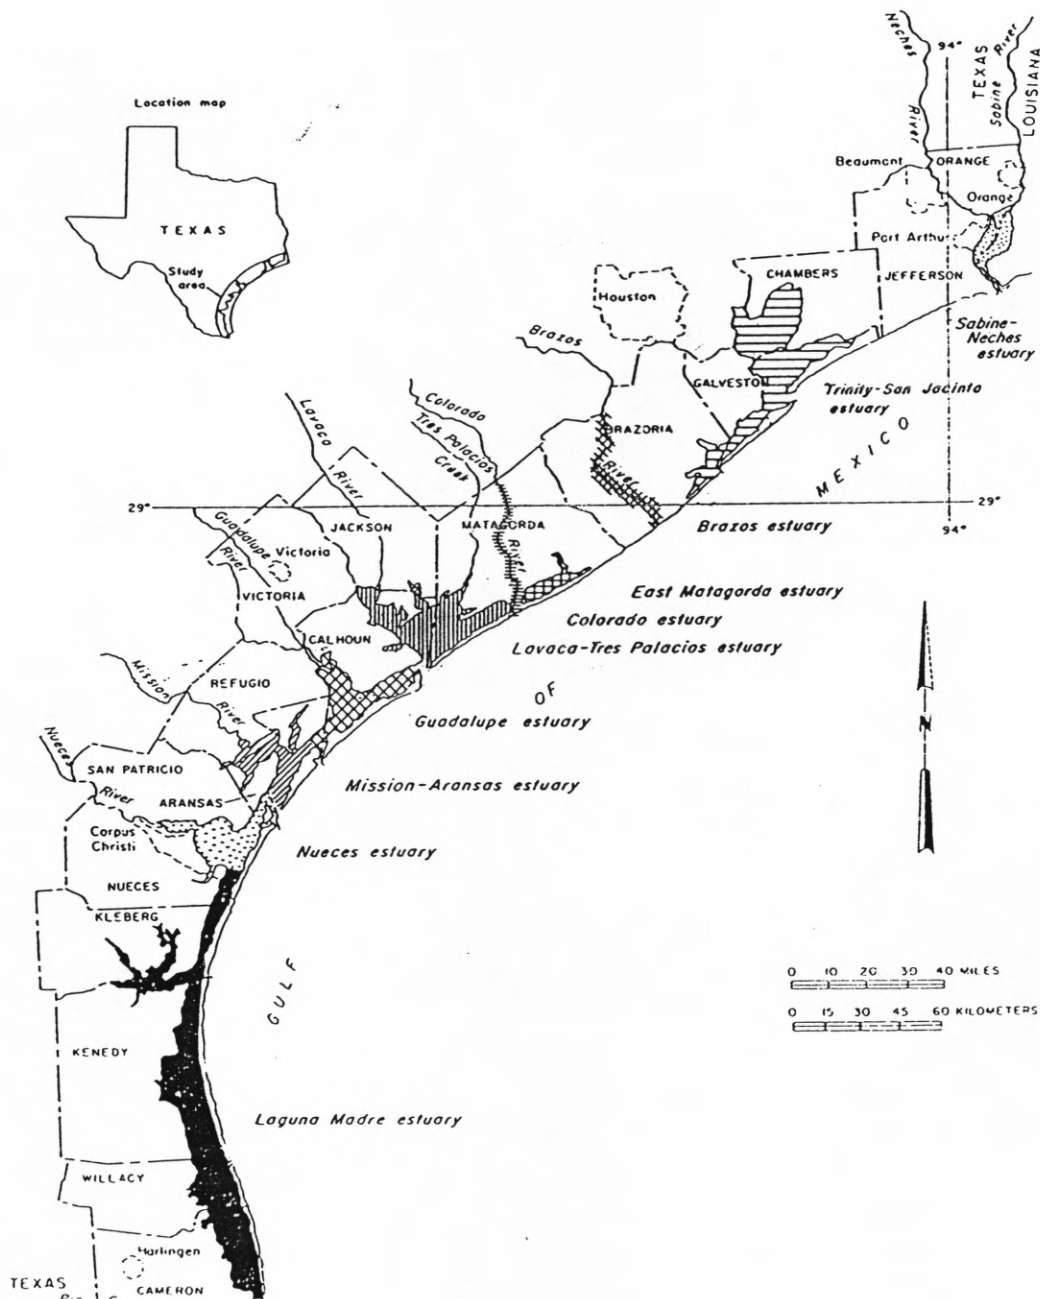 Location map
TEXAS
Study
area
Neches
River
94°
TEXAS
Sabine River
LOUISIANA
Beaumont
ORANGE
Orange
Port Arthur
JEFFERSON
CHAMBERS
Houston
Sabine-
Neches
estuary
Brazos
GALVESTON
Trinity-San Jacinto
estuary
Lavaca
River
Colorado
Tres Palacios
Creek
BRAZORIA
River
MEXICO
29°
29°
94°
JACKSON
MATAGORDA
River
Brazos estuary
Guadalupe
River
Victoria
VICTORIA
East Matagorda estuary
Colorado estuary
CALHOUN
Lavaca-Tres Palacios estuary
Mission
River
REFUGIO
OF
Guadalupe estuary
N
Nueces
River
SAN PATRICIO
ARANSAS
Mission-Aransas estuary
Corpus
Christi
Nueces estuary
NUECES
KLEBERG
GULF
0 10 20 30 40 MILES
0 15 30 45 60 KILOMETERS
KENEDY
Laguna Madre estuary
WILLACY
Harlingen
TEXAS
CAMERON